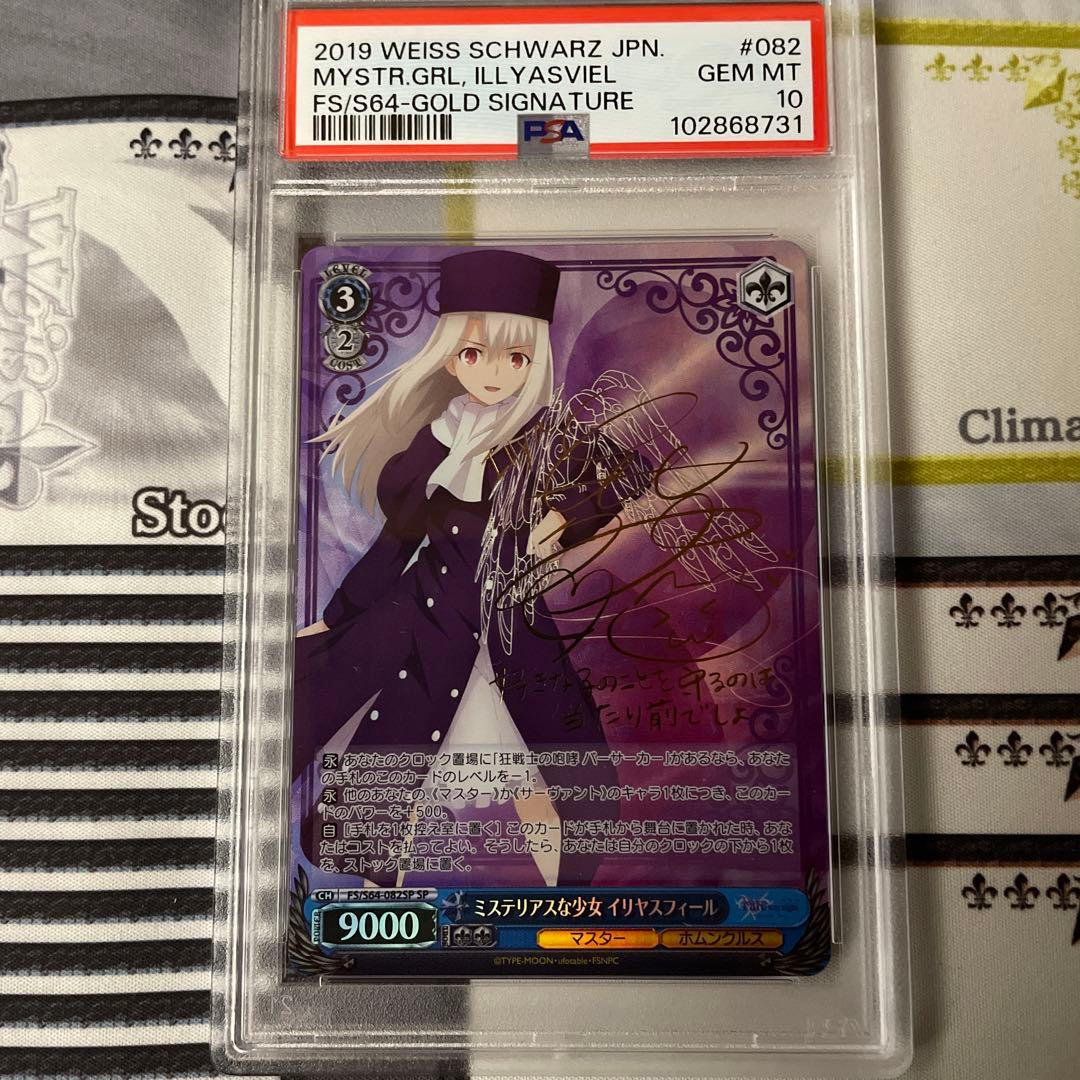 2019 WEISS SCHWARZ JPN. #082
MYSTR.GRL, ILLYASVIEL GEM MT
FS/S64-GOLD SIGNATURE 10
PSA 102868731
LEVEL
3
2
COST
Clima
Sto
好きな子のことを守るのは
当たり前でしょ
永 あなたのクロック置場に「狂戦士の咆哮 バーサーカー」があるなら、あなた
の手札のこのカードのレベルを－1。
永 他のあなたの、《マスター》か《サーヴァント》のキャラ1枚につき、このカー
ドのパワーを＋500。
自 [手札を1枚控え室に置く] このカードが手札から舞台に置かれた時、あな
たはコストを払ってよい。そうしたら、あなたは自分のクロックの下から1枚
を、ストック置場に置く。
CH FS/S64-082SP SP
POWER 9000 SOUL ミステリアスな少女 イリヤスフィール
マスター ホムンクルス
©TYPE-MOON・ufotable・FSNPC